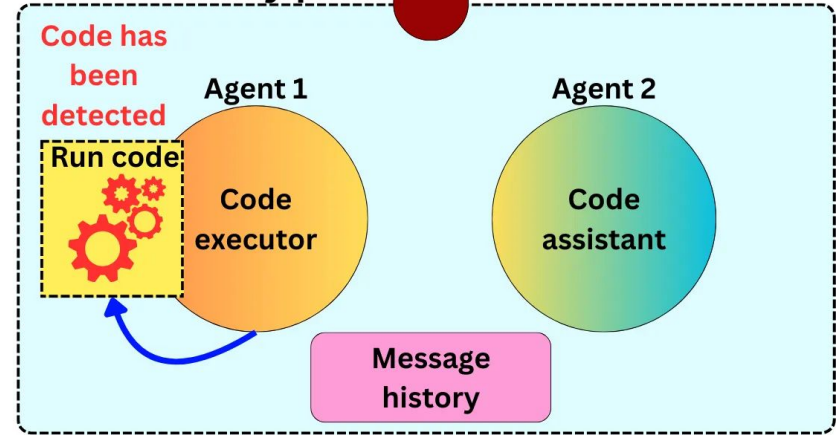 Code has
been
detected
Run code
Agent 1
Code
executor
Agent 2
Code
assistant
Message
history